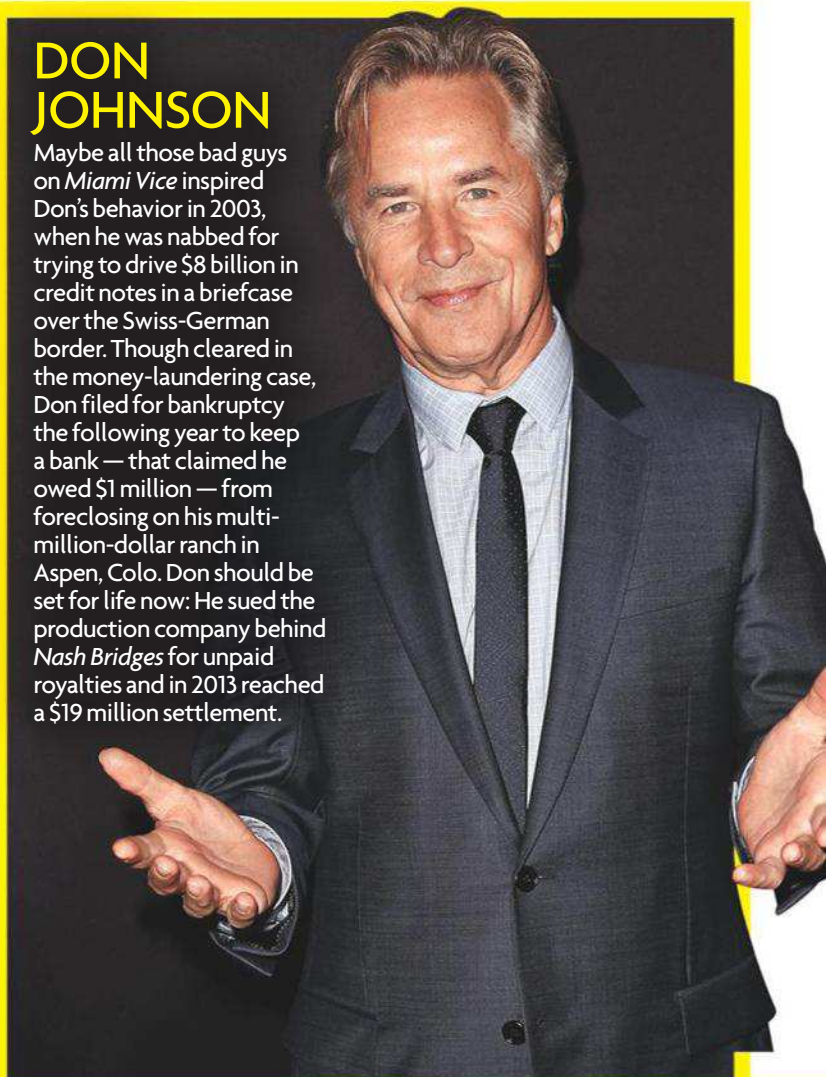 DON
JOHNSON
Maybe all those bad guys
on Miami Vice inspired
Don’s behavior in 2003,
when he was nabbed for
trying to drive $8 billion in
credit notes in a briefcase
over the Swiss-German
border. Though cleared in
the money-laundering case,
Don filed for bankruptcy
the following year to keep
a bank — that claimed he
owed $1 million — from
foreclosing on his multi-
million-dollar ranch in
Aspen, Colo. Don should be
set for life now: He sued the
production company behind
Nash Bridges for unpaid
royalties and in 2013 reached
a $19 million settlement.